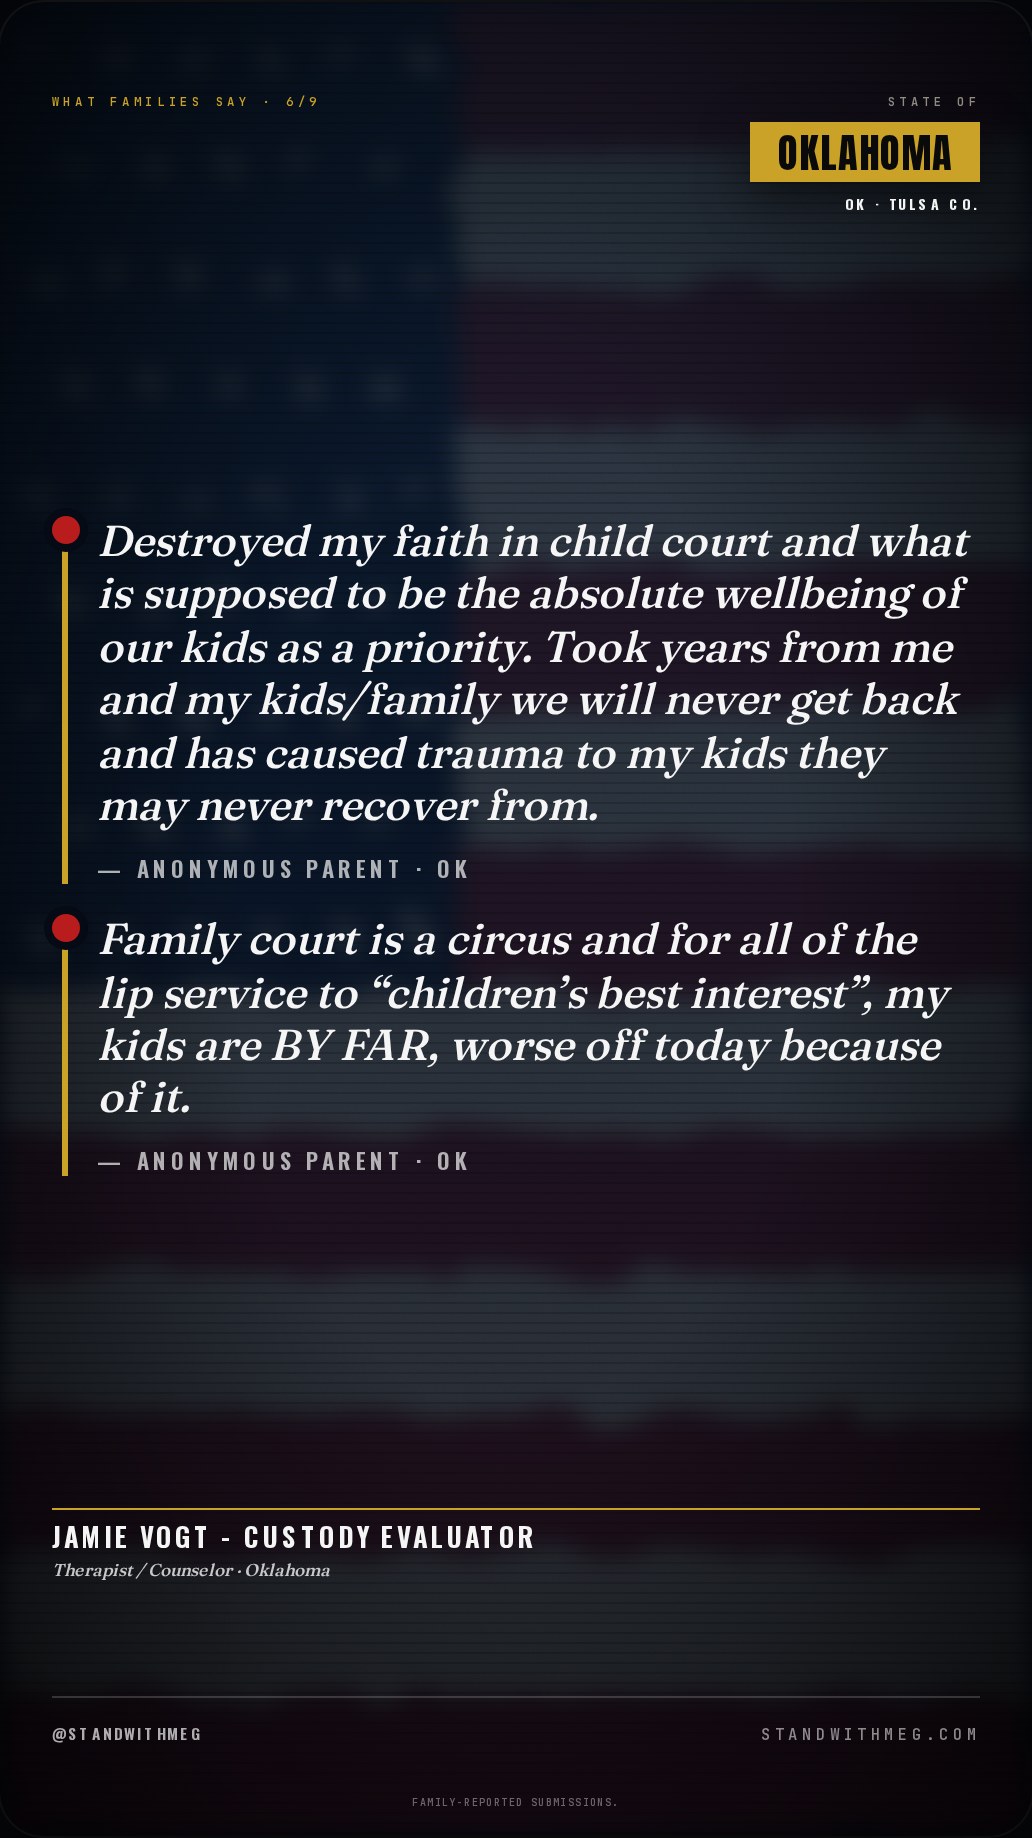 WHAT FAMILIES SAY · 6/9
STATE OF
OKLAHOMA
OK · TULSA CO.
Destroyed my faith in child court and what
is supposed to be the absolute wellbeing of
our kids as a priority. Took years from me
and my kids/family we will never get back
and has caused trauma to my kids they
may never recover from.
— ANONYMOUS PARENT · OK
Family court is a circus and for all of the
lip service to “children’s best interest”, my
kids are BY FAR, worse off today because
of it.
— ANONYMOUS PARENT · OK
JAMIE VOGT - CUSTODY EVALUATOR
Therapist / Counselor · Oklahoma
@STANDWITHMEG
STANDWITHMEG.COM
FAMILY-REPORTED SUBMISSIONS.